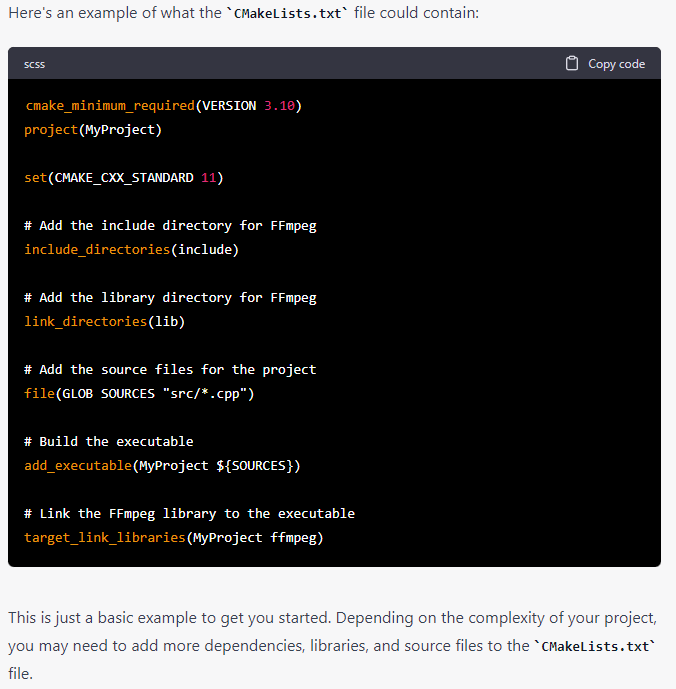 Here's an example of what the `CMakeLists.txt` file could contain:
scss
Copy code
cmake_minimum_required(VERSION 3.10)
project(MyProject)
set(CMAKE_CXX_STANDARD 11)
# Add the include directory for FFmpeg
include_directories(include)
# Add the library directory for FFmpeg
link_directories(lib)
# Add the source files for the project
file(GLOB SOURCES "src/*.cpp")
# Build the executable
add_executable(MyProject ${SOURCES})
# Link the FFmpeg library to the executable
target_link_libraries(MyProject ffmpeg)
This is just a basic example to get you started. Depending on the complexity of your project,
you may need to add more dependencies, libraries, and source files to the `CMakeLists.txt`
file.